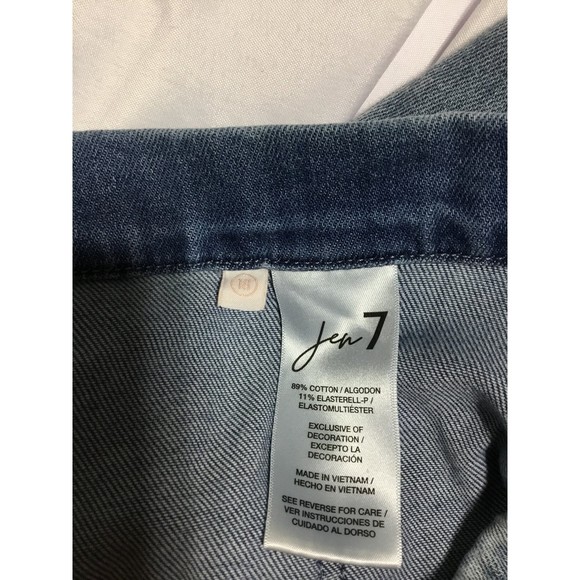 Jen7
89% COTTON / ALGODON
11% ELASTERELL-P /
ELASTOMULTIÉSTER
EXCLUSIVE OF
DECORATION /
EXCEPTO LA
DECORACIÓN
MADE IN VIETNAM /
HECHO EN VIETNAM
SEE REVERSE FOR CARE /
VER INSTRUCCIONES DE
CUIDADO AL DORSO